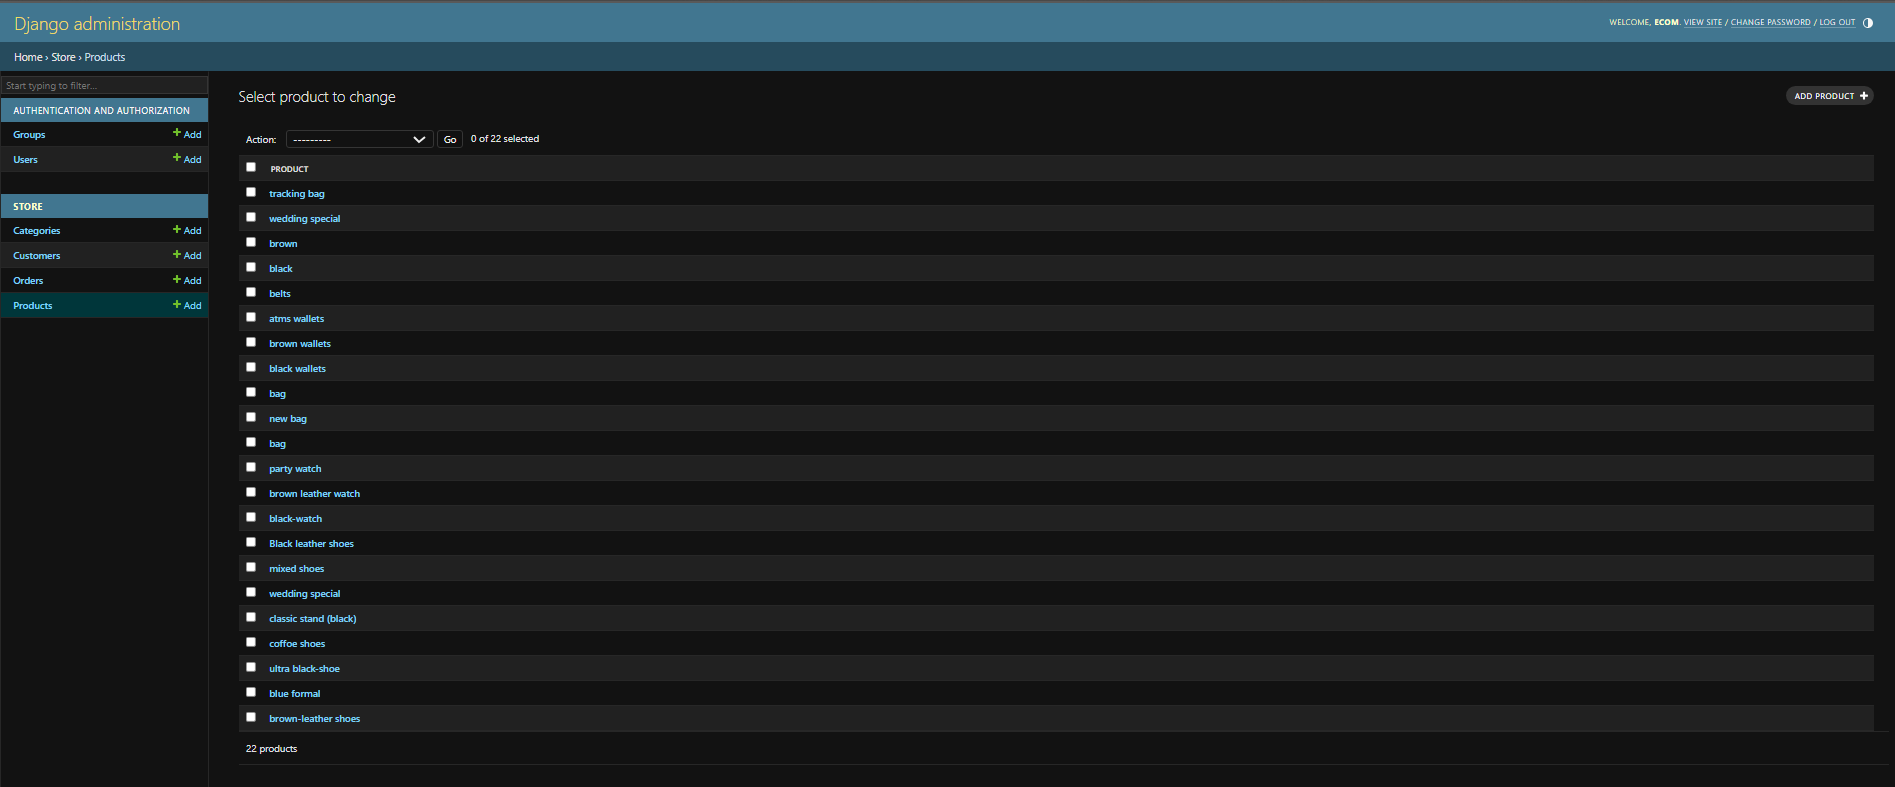 Django administration
WELCOME, ECOM. VIEW SITE / CHANGE PASSWORD / LOG OUT
Home › Store › Products
Start typing to filter...
AUTHENTICATION AND AUTHORIZATION
Groups + Add
Users + Add
STORE
Categories + Add
Customers + Add
Orders + Add
Products + Add
Select product to change
ADD PRODUCT +
Action: --------- Go 0 of 22 selected
PRODUCT
tracking bag
wedding special
brown
black
belts
atms wallets
brown wallets
black wallets
bag
new bag
bag
party watch
brown leather watch
black-watch
Black leather shoes
mixed shoes
wedding special
classic stand (black)
coffoe shoes
ultra black-shoe
blue formal
brown-leather shoes
22 products